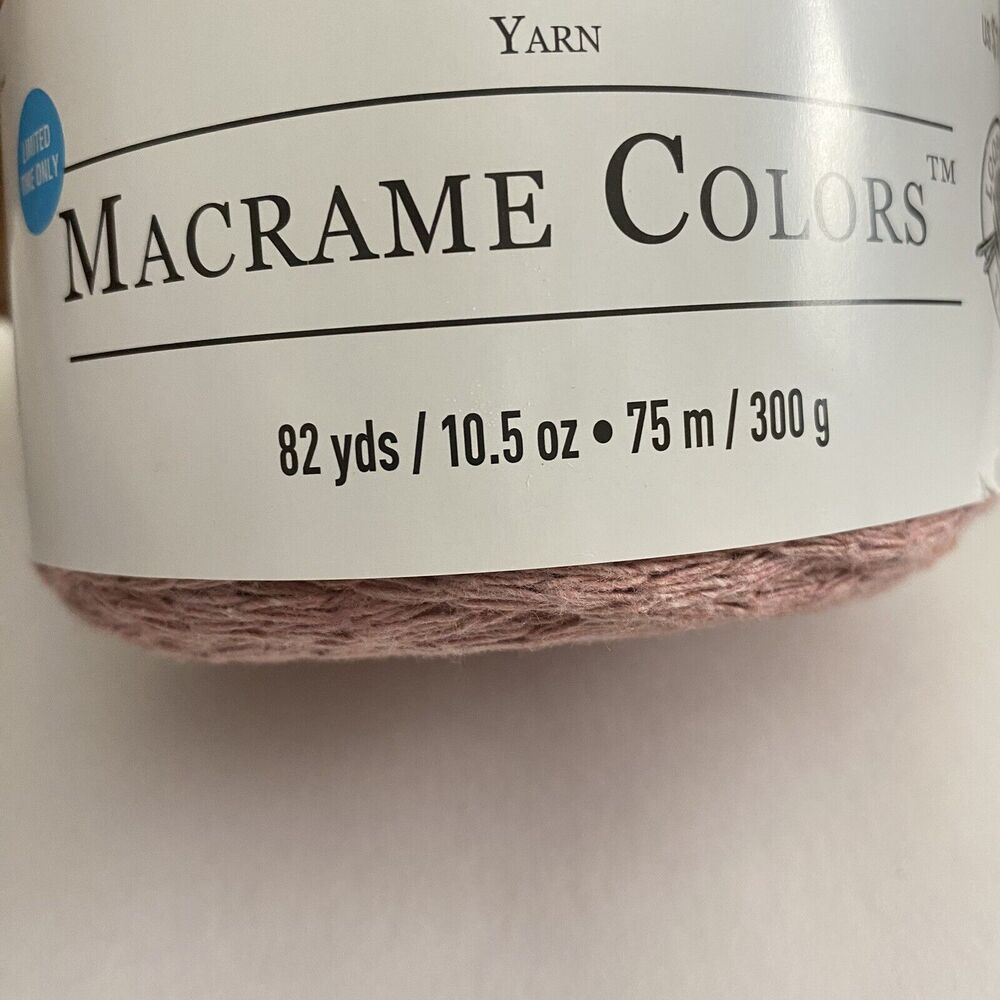 YARN
LIMITED
TIME ONLY
MACRAME COLORS™
82 yds / 10.5 oz • 75 m / 300 g